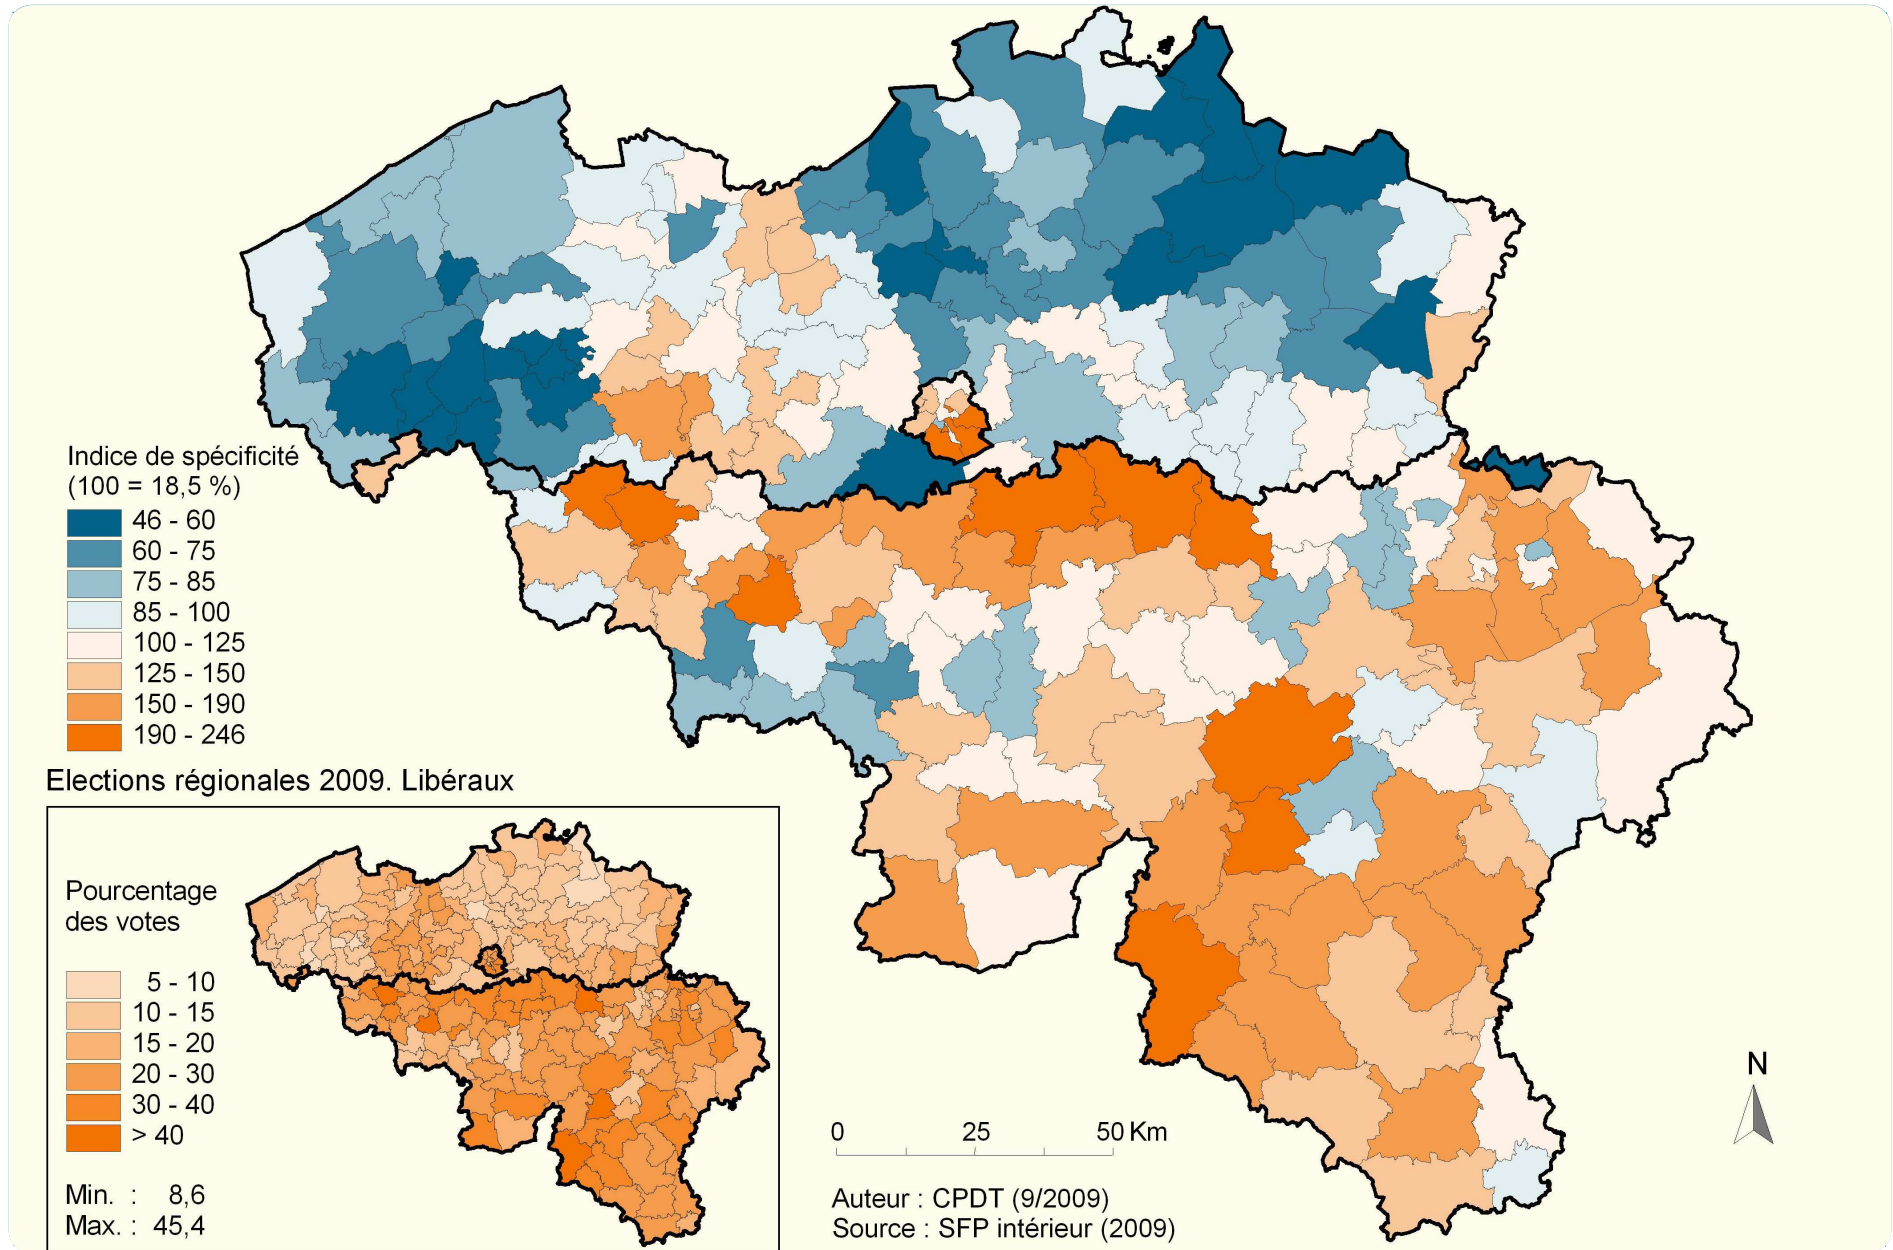 Indice de spécificité
(100 = 18,5 %)
46 - 60
60 - 75
75 - 85
85 - 100
100 - 125
125 - 150
150 - 190
190 - 246
Elections régionales 2009. Libéraux
Pourcentage
des votes
5 - 10
10 - 15
15 - 20
20 - 30
30 - 40
> 40
Min. : 8,6
Max. : 45,4
0 25 50 Km
Auteur : CPDT (9/2009)
Source : SFP intérieur (2009)
N